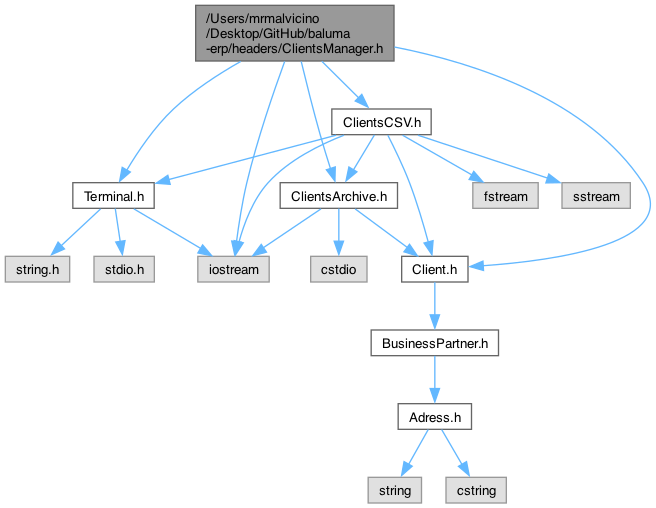 /Users/mrmalvicino
/Desktop/GitHub/baluma
-erp/headers/ClientsManager.h
ClientsCSV.h
Terminal.h
ClientsArchive.h
fstream
sstream
string.h
stdio.h
iostream
cstdio
Client.h
BusinessPartner.h
Adress.h
string
cstring